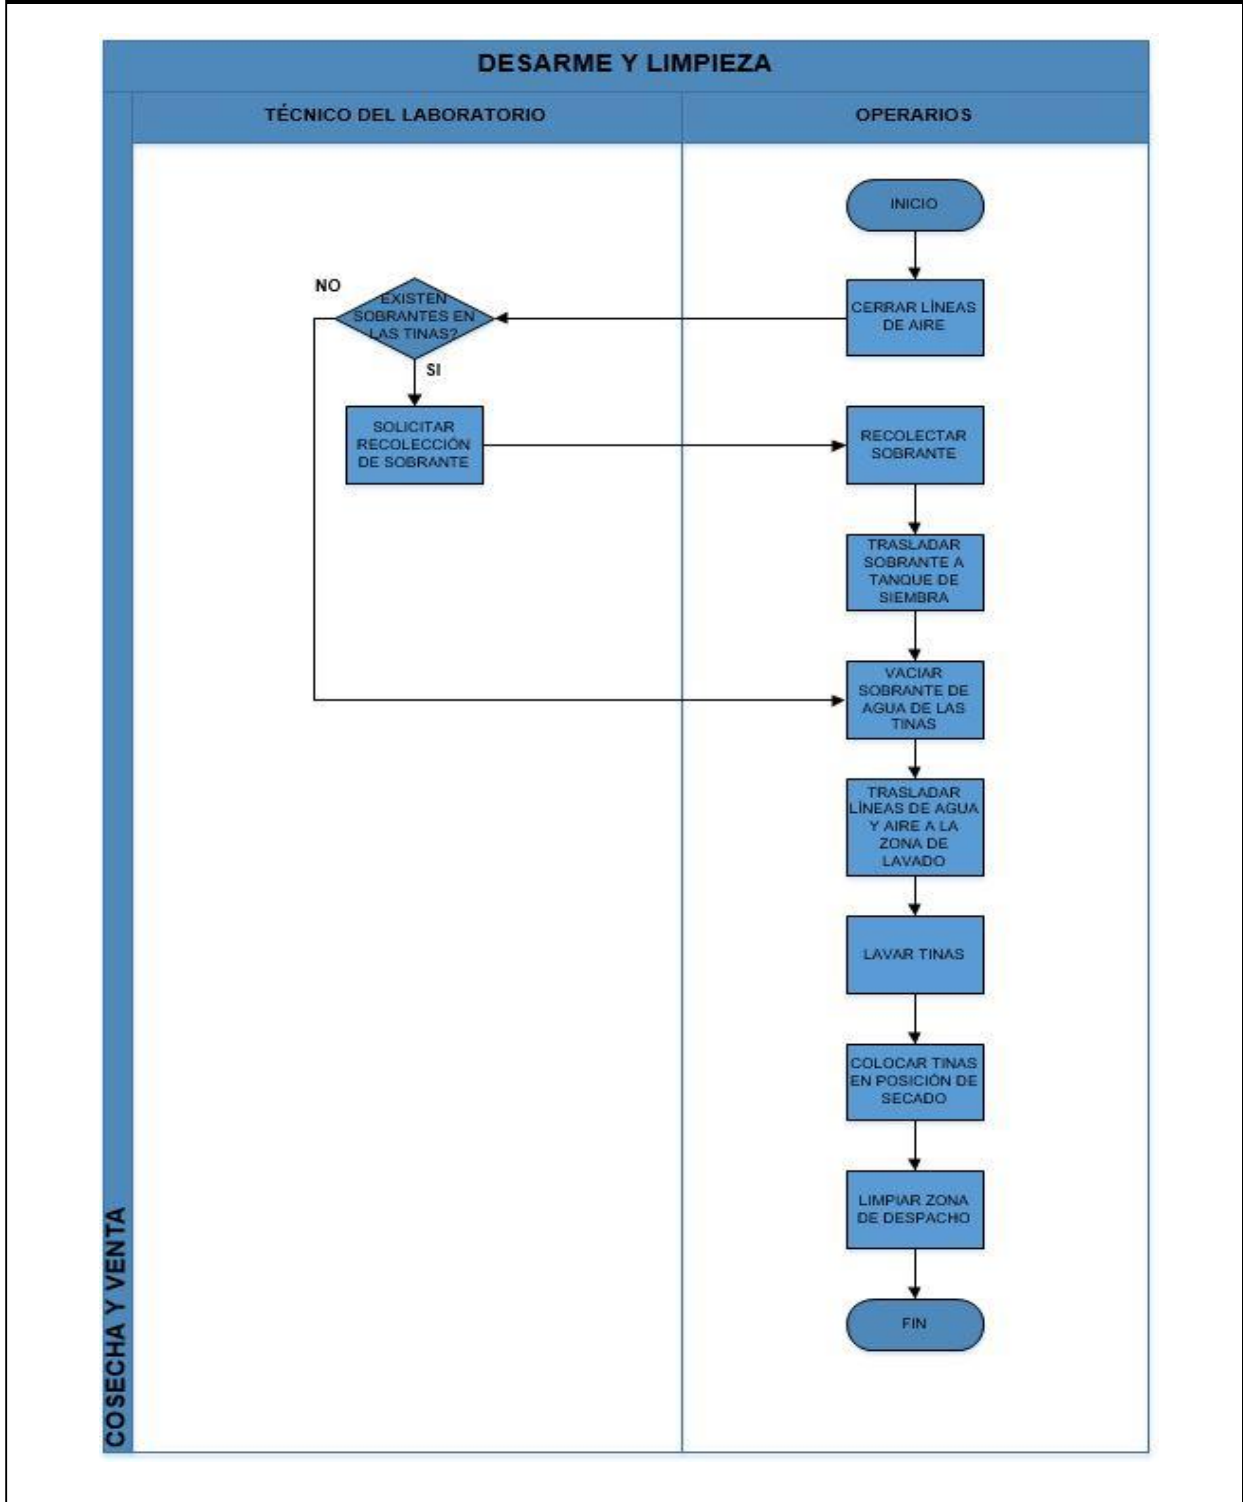 DESARME Y LIMPIEZA
TÉCNICO DEL LABORATORIO
OPERARIOS
INICIO
CERRAR LÍNEAS
DE AIRE
NO
EXISTEN
SOBRANTES EN
LAS TINAS?
SI
SOLICITAR
RECOLECCIÓN
DE SOBRANTE
RECOLECTAR
SOBRANTE
TRASLADAR
SOBRANTE A
TANQUE DE
SIEMBRA
VACIAR
SOBRANTE DE
AGUA DE LAS
TINAS
TRASLADAR
LÍNEAS DE AGUA
Y AIRE A LA
ZONA DE
LAVADO
LAVAR TINAS
COLOCAR TINAS
EN POSICIÓN DE
SECADO
LIMPIAR ZONA
DE DESPACHO
FIN
COSECHA Y VENTA